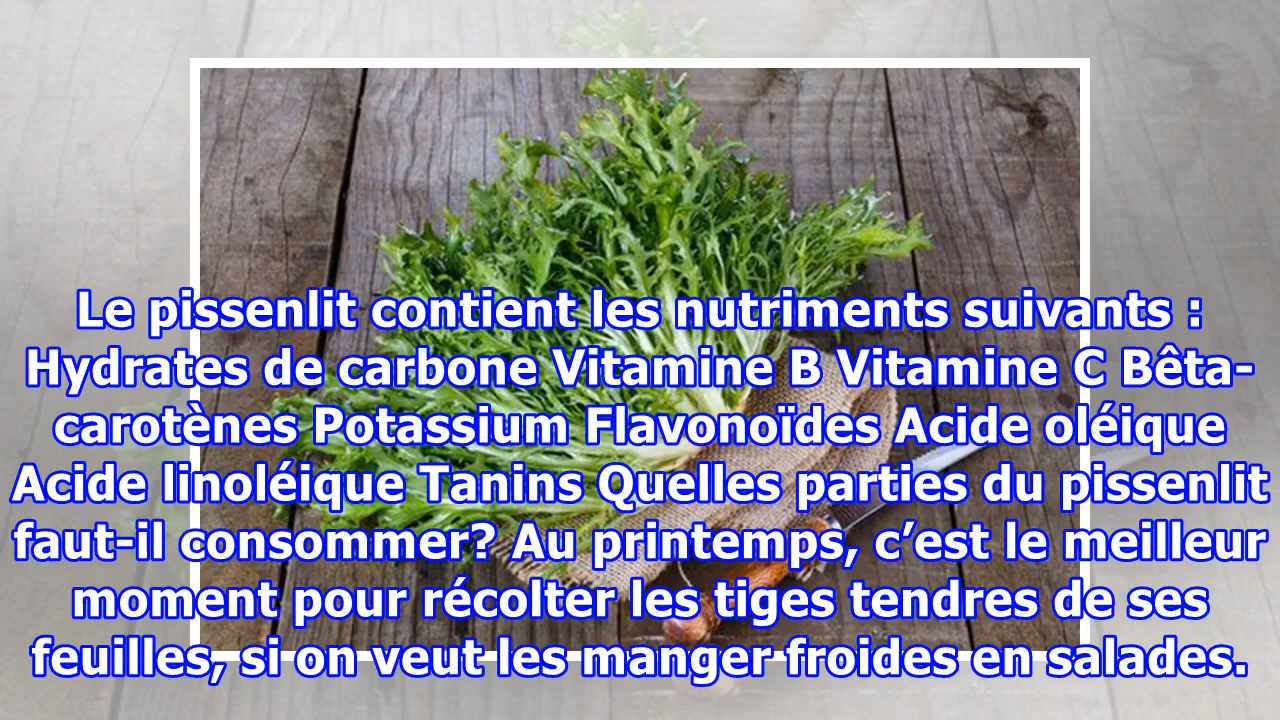 Le pissenlit contient les nutriments suivants :
Hydrates de carbone Vitamine B Vitamine C Bêta-
carotènes Potassium Flavonoïdes Acide oléique
Acide linoléique Tanins Quelles parties du pissenlit
faut-il consommer? Au printemps, c’est le meilleur
moment pour récolter les tiges tendres de ses
feuilles, si on veut les manger froides en salades.